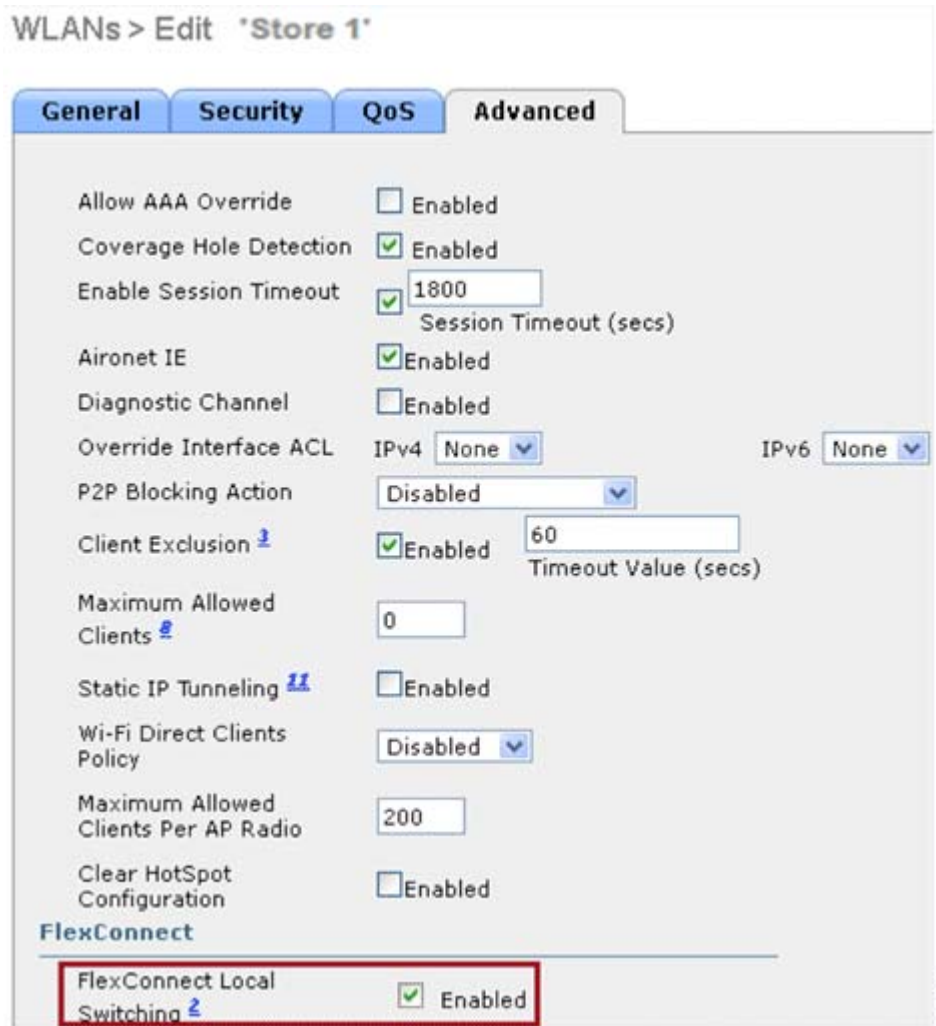 WLANs > Edit 'Store 1'
General Security QoS Advanced
Allow AAA Override Enabled
Coverage Hole Detection Enabled
Enable Session Timeout 1800
Session Timeout (secs)
Aironet IE Enabled
Diagnostic Channel Enabled
Override Interface ACL IPv4 None IPv6 None
P2P Blocking Action Disabled
Client Exclusion 3 Enabled 60
Timeout Value (secs)
Maximum Allowed
Clients 8 0
Static IP Tunneling 11 Enabled
Wi-Fi Direct Clients
Policy Disabled
Maximum Allowed
Clients Per AP Radio 200
Clear HotSpot
Configuration Enabled
FlexConnect
FlexConnect Local
Switching 2 Enabled